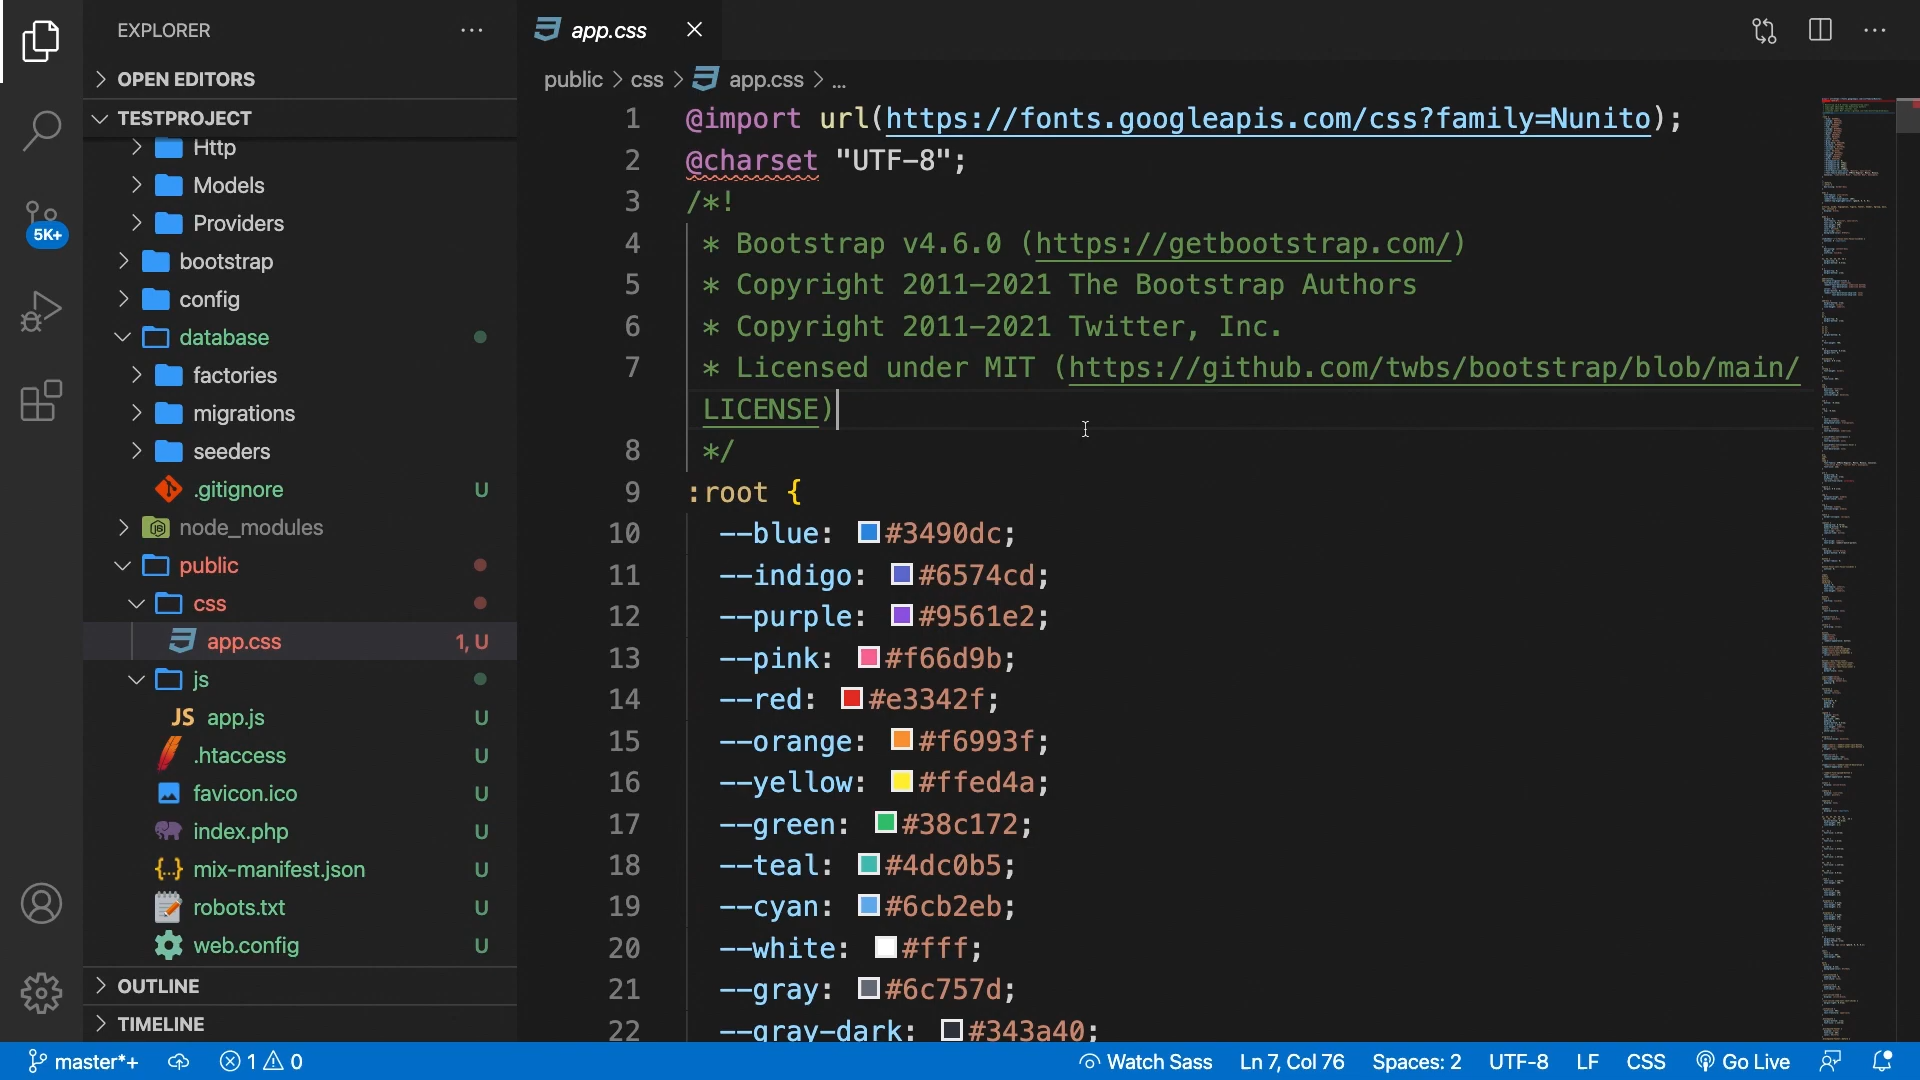 EXPLORER
OPEN EDITORS
TESTPROJECT
Http
Models
Providers
bootstrap
config
database
factories
migrations
seeders
.gitignore U
node_modules
public
css
app.css 1, U
js
JS app.js U
.htaccess U
favicon.ico U
index.php U
{..} mix-manifest.json U
robots.txt U
web.config U
OUTLINE
TIMELINE
5K+
app.css
public > css > app.css > ...
1 @import url(https://fonts.googleapis.com/css?family=Nunito);
2 @charset "UTF-8";
3 /*!
4 * Bootstrap v4.6.0 (https://getbootstrap.com/)
5 * Copyright 2011-2021 The Bootstrap Authors
6 * Copyright 2011-2021 Twitter, Inc.
7 * Licensed under MIT (https://github.com/twbs/bootstrap/blob/main/
LICENSE)
8 */
9 :root {
10 --blue: #3490dc;
11 --indigo: #6574cd;
12 --purple: #9561e2;
13 --pink: #f66d9b;
14 --red: #e3342f;
15 --orange: #f6993f;
16 --yellow: #ffed4a;
17 --green: #38c172;
18 --teal: #4dc0b5;
19 --cyan: #6cb2eb;
20 --white: #fff;
21 --gray: #6c757d;
22 --gray-dark: #343a40;
master*+ 1 0 Watch Sass Ln 7, Col 76 Spaces: 2 UTF-8 LF CSS Go Live